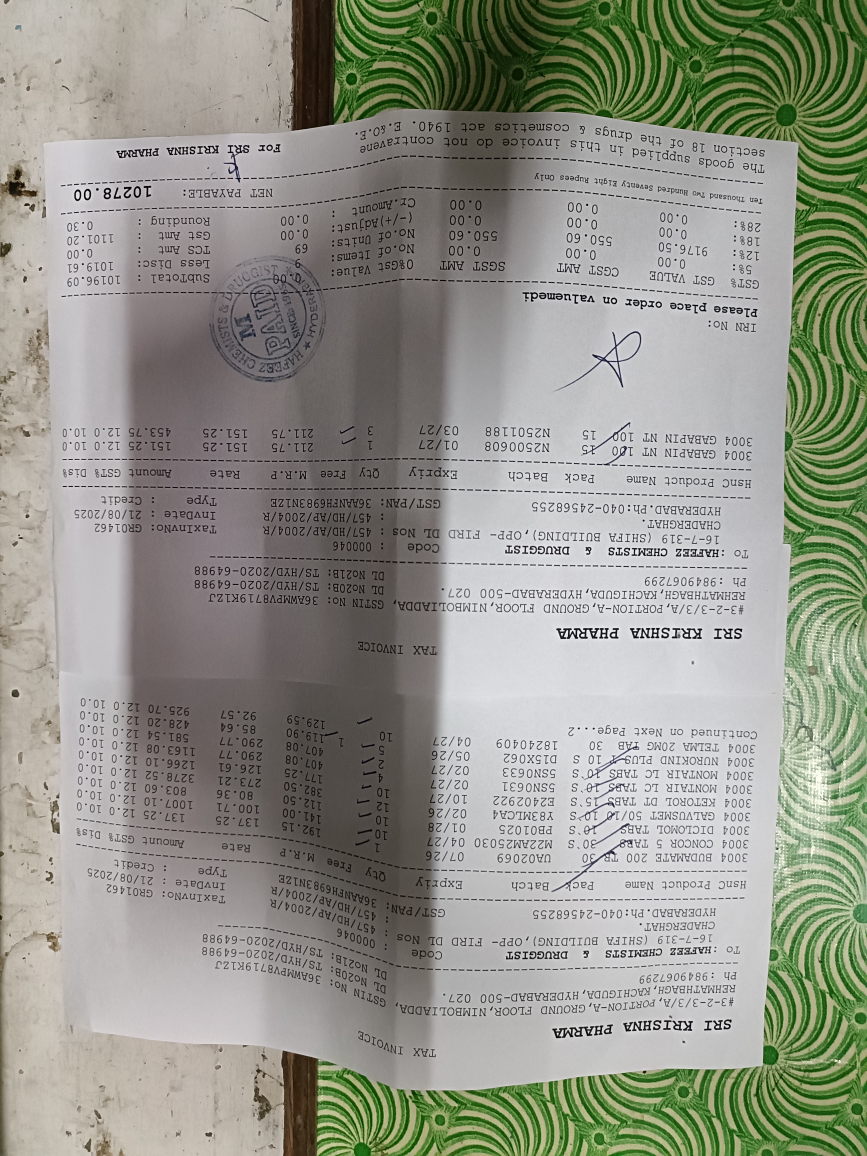 TAX INVOICE
SRI KRISHNA PHARMA
#3-2-3/3/A, PORTION-A, GROUND FLOOR, NIMBOLIADDA, GSTIN No: 36AWMPV8719K1ZJ
REHMATHBAGH, KACHIGUDA, HYDERABAD-500 027. DL No20B: TS/HYD/2020-64988
Ph :9849067299 DL No21B: TS/HYD/2020-64988
To: HAFEEZ CHEMISTS & DRUGGIST Code : 046000
16-7-319 (SHIFA BUILDING), OPP- FIRD DL Nos : 457/HD/AP/2004/R TaxInvNo: GR01462
CHADERGHAT. : 457/HD/AP/2004/R InvDate : 21/08/2025
HYDERABAD.Ph:040-24568255 GST/PAN: 36AANFH6983N1ZE Type : Credit
HsnC Product Name Pack Batch Expriy Qty Free M.R.P Rate Amount GST% Dis%
3004 BUDAMATE 200 TR 30 UA02069 07/26 1 192.15 137.25 137.25 12.0 10.0
3004 CONCOR 5 TABS 30'S M22AM25030 04/27 10 141.00 100.71 1007.10 12.0 10.0
3004 DICLOMOL TABS 10'S PB01025 01/28 10 112.50 80.36 803.60 12.0 10.0
3004 GALVUSMET 50/10 10'S Y83MLCAA 02/26 12 382.50 273.21 3278.52 12.0 10.0
3004 KETOROL DT TABS 15'S E2402922 10/27 10 177.25 126.61 1266.10 12.0 10.0
3004 MONTAIR LC TABS 10'S 5SN0631 02/27 4 407.08 290.77 1163.08 12.0 10.0
3004 MONTAIR LC TABS 10'S 5SN0633 02/27 2 407.08 290.77 581.54 12.0 10.0
3004 NUROKIND PLUS 10 S D15X062 05/26 5 1 119.90 85.64 428.20 12.0 10.0
3004 TELMA 20MG TAB 30 18240409 04/27 10 129.59 92.57 925.70 12.0 10.0
Continued on Next Page...2
TAX INVOICE
SRI KRISHNA PHARMA
#3-2-3/3/A, PORTION-A, GROUND FLOOR, NIMBOLIADDA, GSTIN No: 36AWMPV8719K1ZJ
REHMATHBAGH, KACHIGUDA, HYDERABAD-500 027. DL No20B: TS/HYD/2020-64988
Ph :9849067299 DL No21B: TS/HYD/2020-64988
To: HAFEEZ CHEMISTS & DRUGGIST Code : 046000
16-7-319 (SHIFA BUILDING), OPP- FIRD DL Nos : 457/HD/AP/2004/R TaxInvNo: GR01462
CHADERGHAT. : 457/HD/AP/2004/R InvDate : 21/08/2025
HYDERABAD.Ph:040-24568255 GST/PAN: 36AANFH6983N1ZE Type : Credit
HsnC Product Name Pack Batch Expriy Qty Free M.R.P Rate Amount GST% Dis%
3004 GABAPIN NT 100 15 N2500608 01/27 1 211.75 151.25 151.25 12.0 10.0
3004 GABAPIN NT 100 15 N2501188 03/27 3 211.75 151.25 453.75 12.0 10.0
HAFEEZ CHEMISTS & DRUGGIST
M
PAID
IRN No:
Please place order on valuemedi
GST% GST VALUE CGST AMT SGST AMT 0%Gst Value: 0.00 SubTotal : 10196.09
5%: 0.00 0.00 0.00 No.of Items : 9 Less Disc: 1019.61
12%: 9176.50 550.60 550.60 No.of Units: 69 TCS Amt : 0.00
18%: 0.00 0.00 0.00 (-/+)Adjust: 0.00 Gst Amt : 1101.20
28%: 0.00 0.00 0.00 Cr.Amount : 0.00 Rounding : 0.30
Ten Thousand Two Hundred Seventy Eight Rupees Only NET PAYABLE: 10278.00
The goods supplied in this invoice do not contravene For SRI KRISHNA PHARMA
section 18 of the drugs & cosmetics act 1940. E.&O.E.